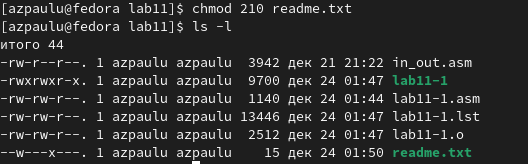 [azpaulu@fedora lab11]$ chmod 210 readme.txt
[azpaulu@fedora lab11]$ ls -l
итого 44
-rw-r--r--. 1 azpaulu azpaulu  3942 дек 21 21:22 in_out.asm
-rwxrwxr-x. 1 azpaulu azpaulu  9700 дек 24 01:47 lab11-1
-rw-rw-r--. 1 azpaulu azpaulu  1140 дек 24 01:44 lab11-1.asm
-rw-rw-r--. 1 azpaulu azpaulu 13446 дек 24 01:47 lab11-1.lst
-rw-rw-r--. 1 azpaulu azpaulu  2512 дек 24 01:47 lab11-1.o
--w---x---. 1 azpaulu azpaulu    15 дек 24 01:50 readme.txt